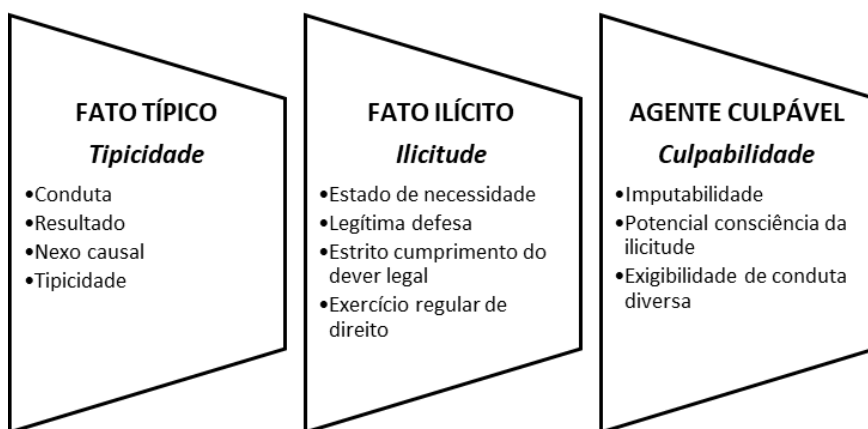 FATO TÍPICO
Tipicidade
•Conduta
•Resultado
•Nexo causal
•Tipicidade
FATO ILÍCITO
Ilicitude
•Estado de necessidade
•Legítima defesa
•Estrito cumprimento do
dever legal
•Exercício regular de
direito
AGENTE CULPÁVEL
Culpabilidade
•Imputabilidade
•Potencial consciência da
ilicitude
•Exigibilidade de conduta
diversa